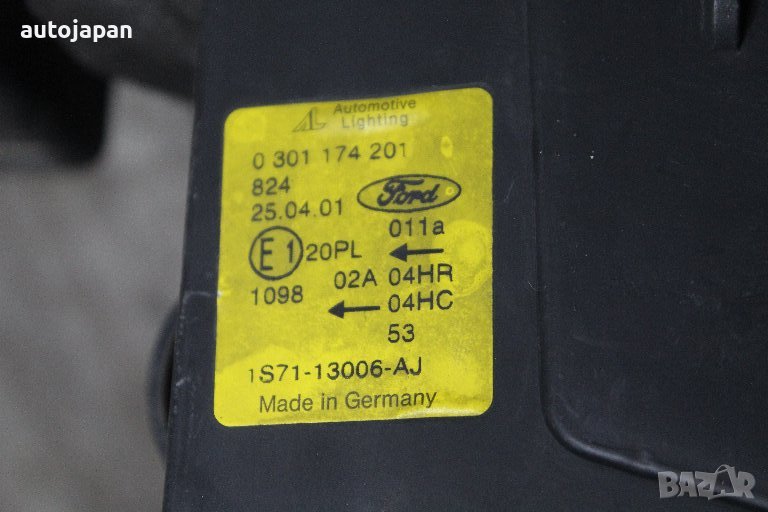 autojapan
AL Automotive
Lighting
0 301 174 201
824
25.04.01
Ford
011a
E1 20PL ←
1098 02A 04HR
← 04HC
53
1S71-13006-AJ
Made in Germany
BAZAR